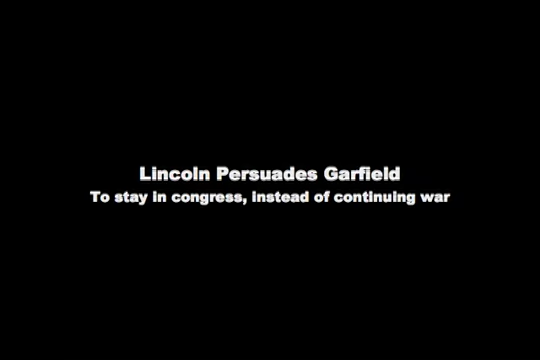 Lincoln Persuades Garfield
To stay in congress, instead of continuing war